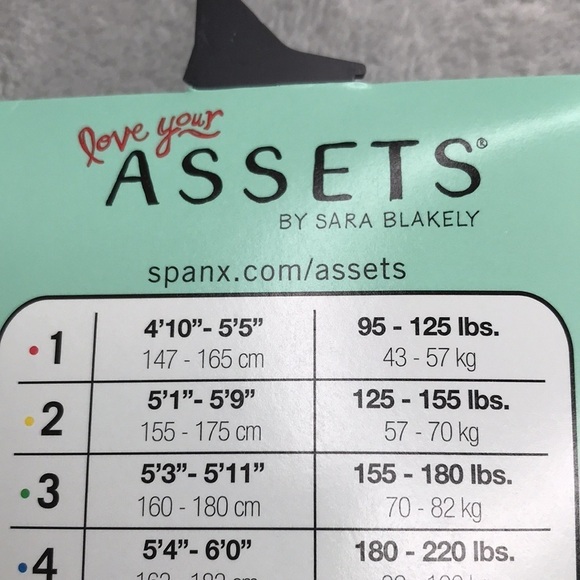 love your
ASSETS®
BY SARA BLAKELY
spanx.com/assets
1 4’10”- 5’5” 95 - 125 lbs.
147 - 165 cm 43 - 57 kg
2 5’1”- 5’9” 125 - 155 lbs.
155 - 175 cm 57 - 70 kg
3 5’3”- 5’11” 155 - 180 lbs.
160 - 180 cm 70 - 82 kg
4 5’4”- 6’0” 180 - 220 lbs.